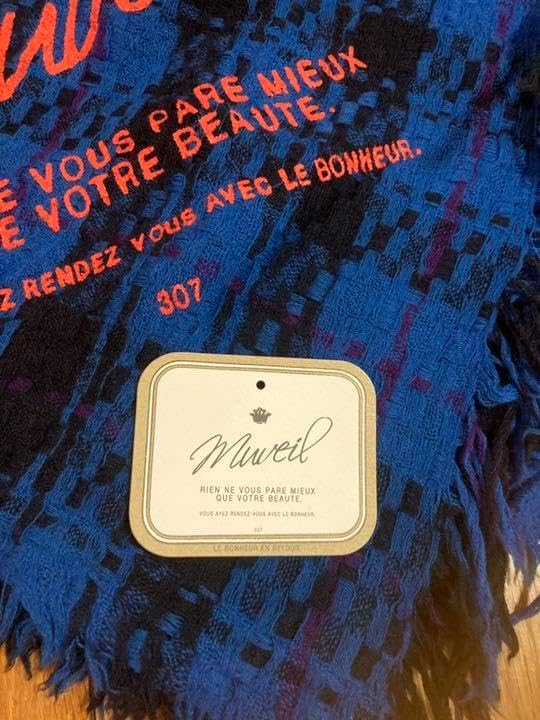 E VOUS PARE MIEUX
E VOTRE BEAUTE.
Z RENDEZ VOUS AVEC LE BONHEUR.
307
Muveil
RIEN NE VOUS PARE MIEUX
QUE VOTRE BEAUTE.
VOUS AYEZ RENDEZ-VOUS AVEC LE BONHEUR.
307
LE BONHEUR EN RETOUR